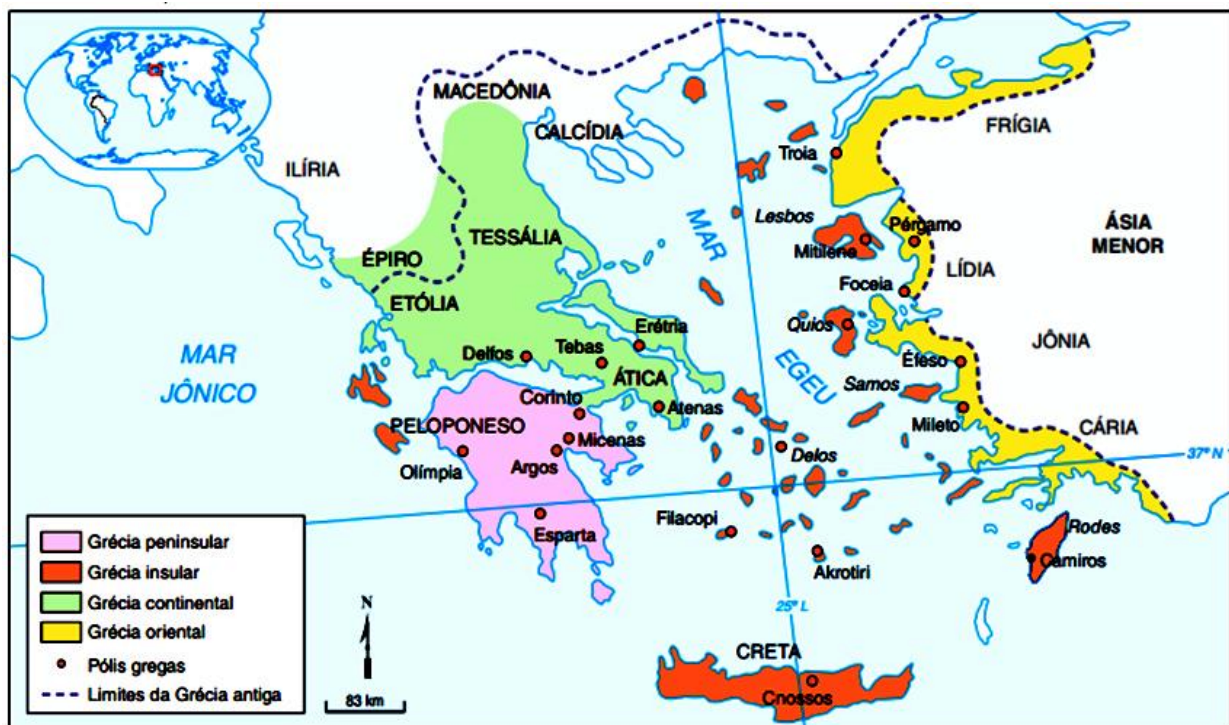 MACEDÔNIA
CALCÍDIA
ILÍRIA
FRÍGIA
Troia
ÉPIRO
TESSÁLIA
MAR
EGEU
Lesbos
Mitilene
Pérgamo
ÁSIA
MENOR
LÍDIA
ETÓLIA
Foceia
MAR
JÔNICO
Delfos
Tebas
Erétria
Quios
JÔNIA
Éfeso
ÁTICA
Samos
Corinto
Atenas
PELOPONESO
Micenas
Mileto
CÁRIA
Olímpia
Argos
Delos
37º N
Filacopi
Esparta
Rodes
Akrotiri
Camiros
25º L
CRETA
Cnossos
Grécia peninsular
Grécia insular
Grécia continental
Grécia oriental
Pólis gregas
Limites da Grécia antiga
N
83 km